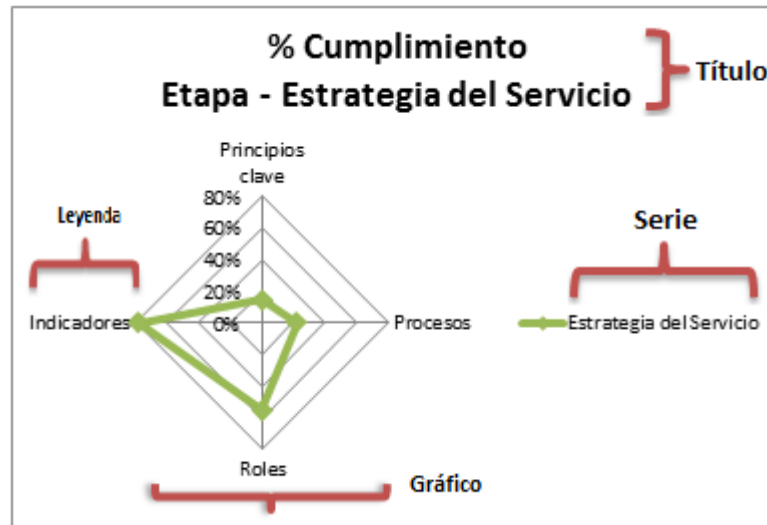 % Cumplimiento
Etapa - Estrategia del Servicio
Título
Principios
clave
80%
60%
40%
20%
0%
Leyenda
Indicadores
Procesos
Serie
Estrategia del Servicio
Roles
Gráfico